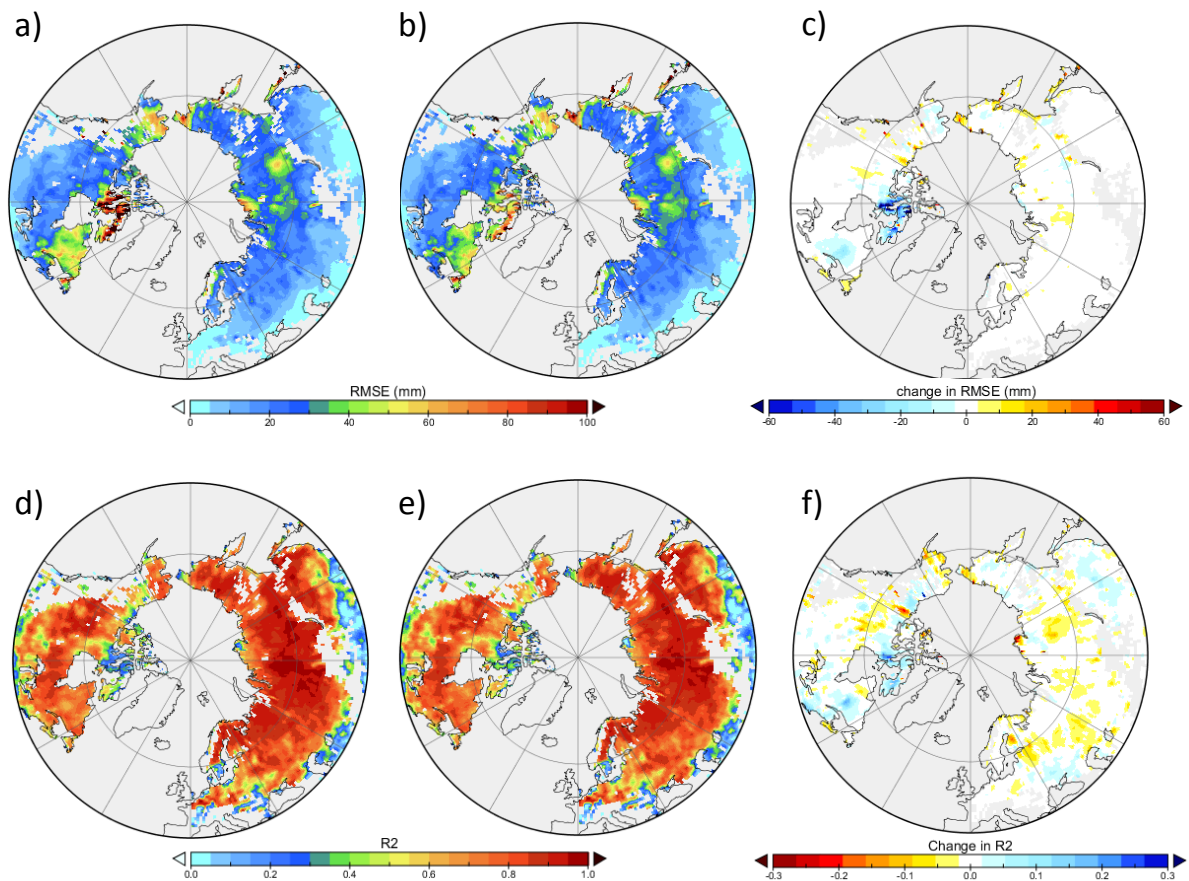 a) b) c)
RMSE (mm) change in RMSE (mm)
0 20 40 60 80 100 -60 -40 -20 0 20 40 60
d) e) f)
R2 Change in R2
0.0 0.2 0.4 0.6 0.8 1.0 -0.3 -0.2 -0.1 0.0 0.1 0.2 0.3